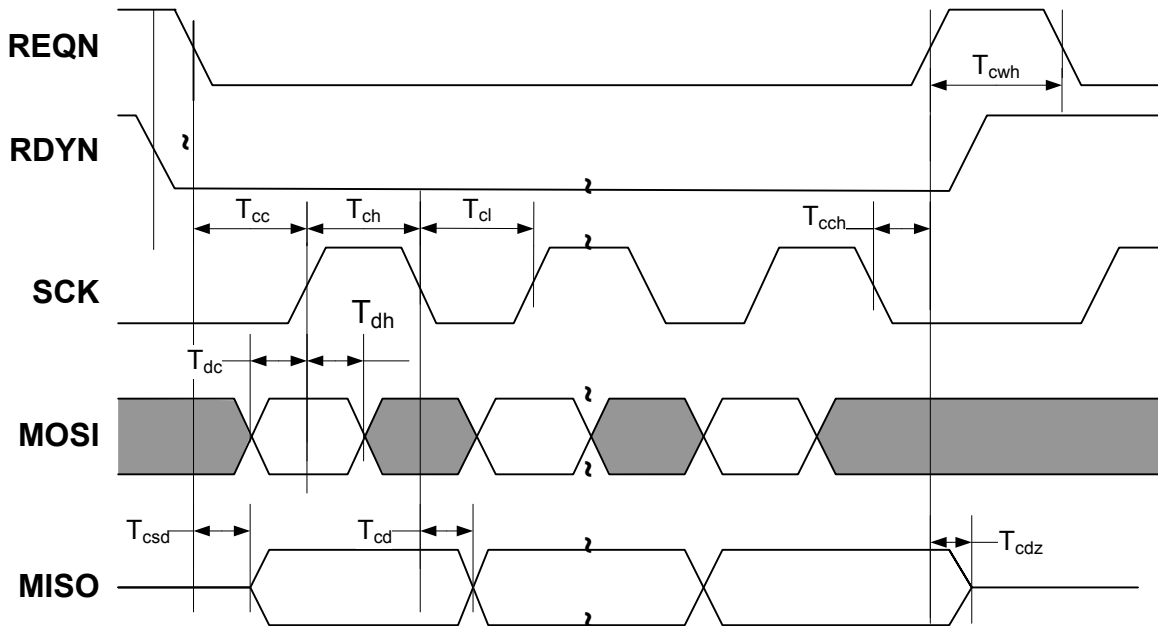 REQN
T_cwh
RDYN
T_cc T_ch T_cl T_cch
SCK
T_dh
T_dc
MOSI
T_csd T_cd T_cdz
MISO